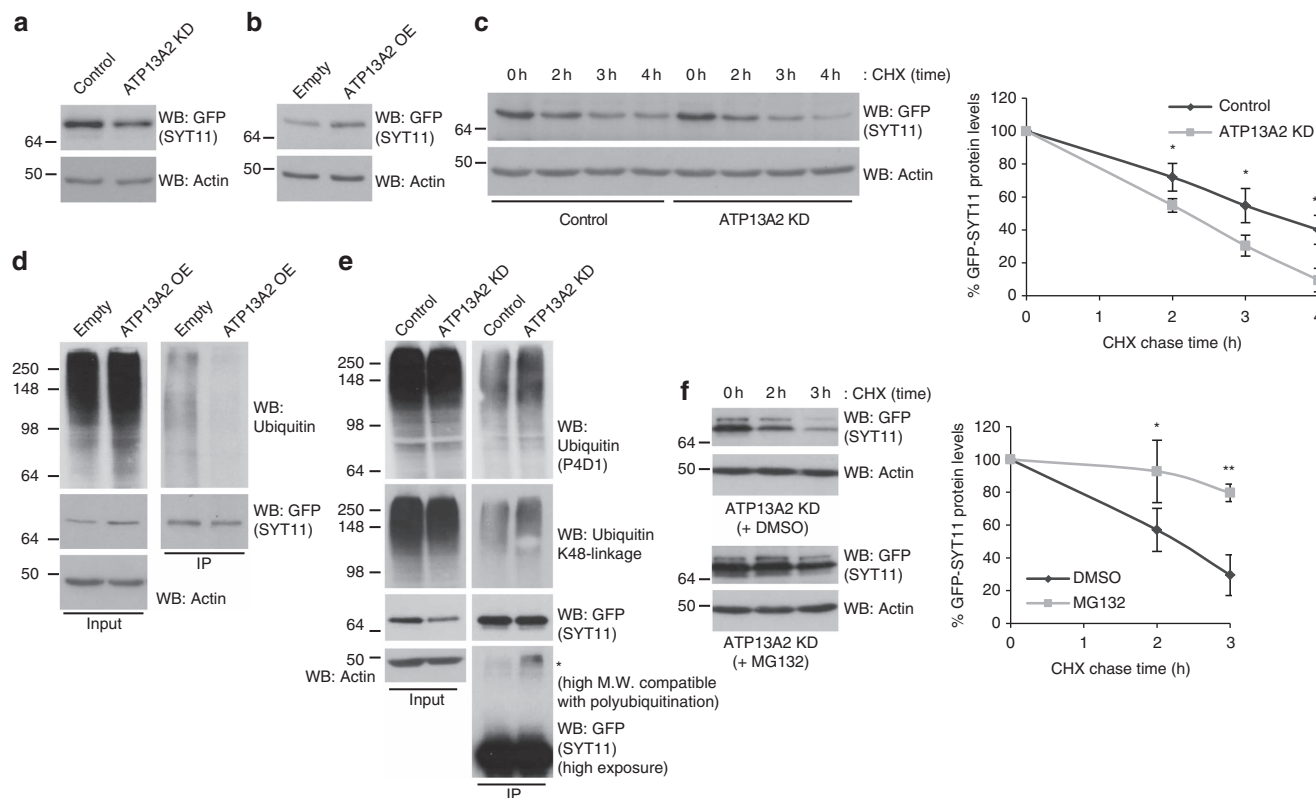 a
Control
ATP13A2 KD
64
WB: GFP
(SYT11)
50
WB: Actin
b
Empty
ATP13A2 OE
64
WB: GFP
(SYT11)
50
WB: Actin
c
0 h 2 h 3 h 4 h 0 h 2 h 3 h 4 h : CHX (time)
64
WB: GFP
(SYT11)
50
WB: Actin
Control ATP13A2 KD
% GFP-SYT11 protein levels
120
100
80
60
40
20
0
Control
ATP13A2 KD
*
*
*
0 1 2 3 4
CHX chase time (h)
d
Empty
ATP13A2 OE
Empty
ATP13A2 OE
250
148
98
64
WB:
Ubiquitin
64
WB: GFP
(SYT11)
IP
50
WB: Actin
Input
e
Control
ATP13A2 KD
Control
ATP13A2 KD
250
148
98
64
WB:
Ubiquitin
(P4D1)
250
148
98
WB: Ubiquitin
K48-linkage
64
WB: GFP
(SYT11)
50
WB: Actin
Input
*
(high M.W. compatible
with polyubiquitination)
WB: GFP
(SYT11)
(high exposure)
IP
f
0 h 2 h 3 h : CHX (time)
64
WB: GFP
(SYT11)
50
WB: Actin
ATP13A2 KD
(+ DMSO)
64
WB: GFP
(SYT11)
50
WB: Actin
ATP13A2 KD
(+ MG132)
% GFP-SYT11 protein levels
120
100
80
60
40
20
0
*
**
DMSO
MG132
0 1 2 3
CHX chase time (h)